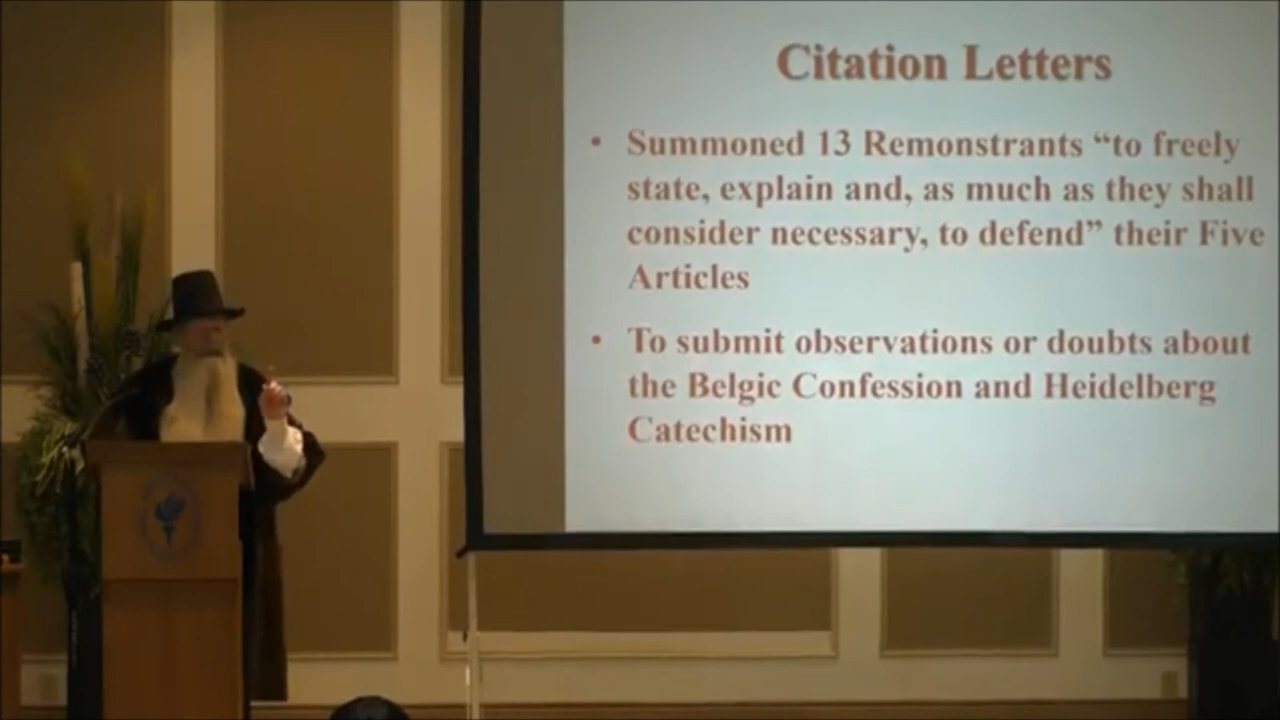 Citation Letters
• Summoned 13 Remonstrants “to freely
state, explain and, as much as they shall
consider necessary, to defend” their Five
Articles
• To submit observations or doubts about
the Belgic Confession and Heidelberg
Catechism